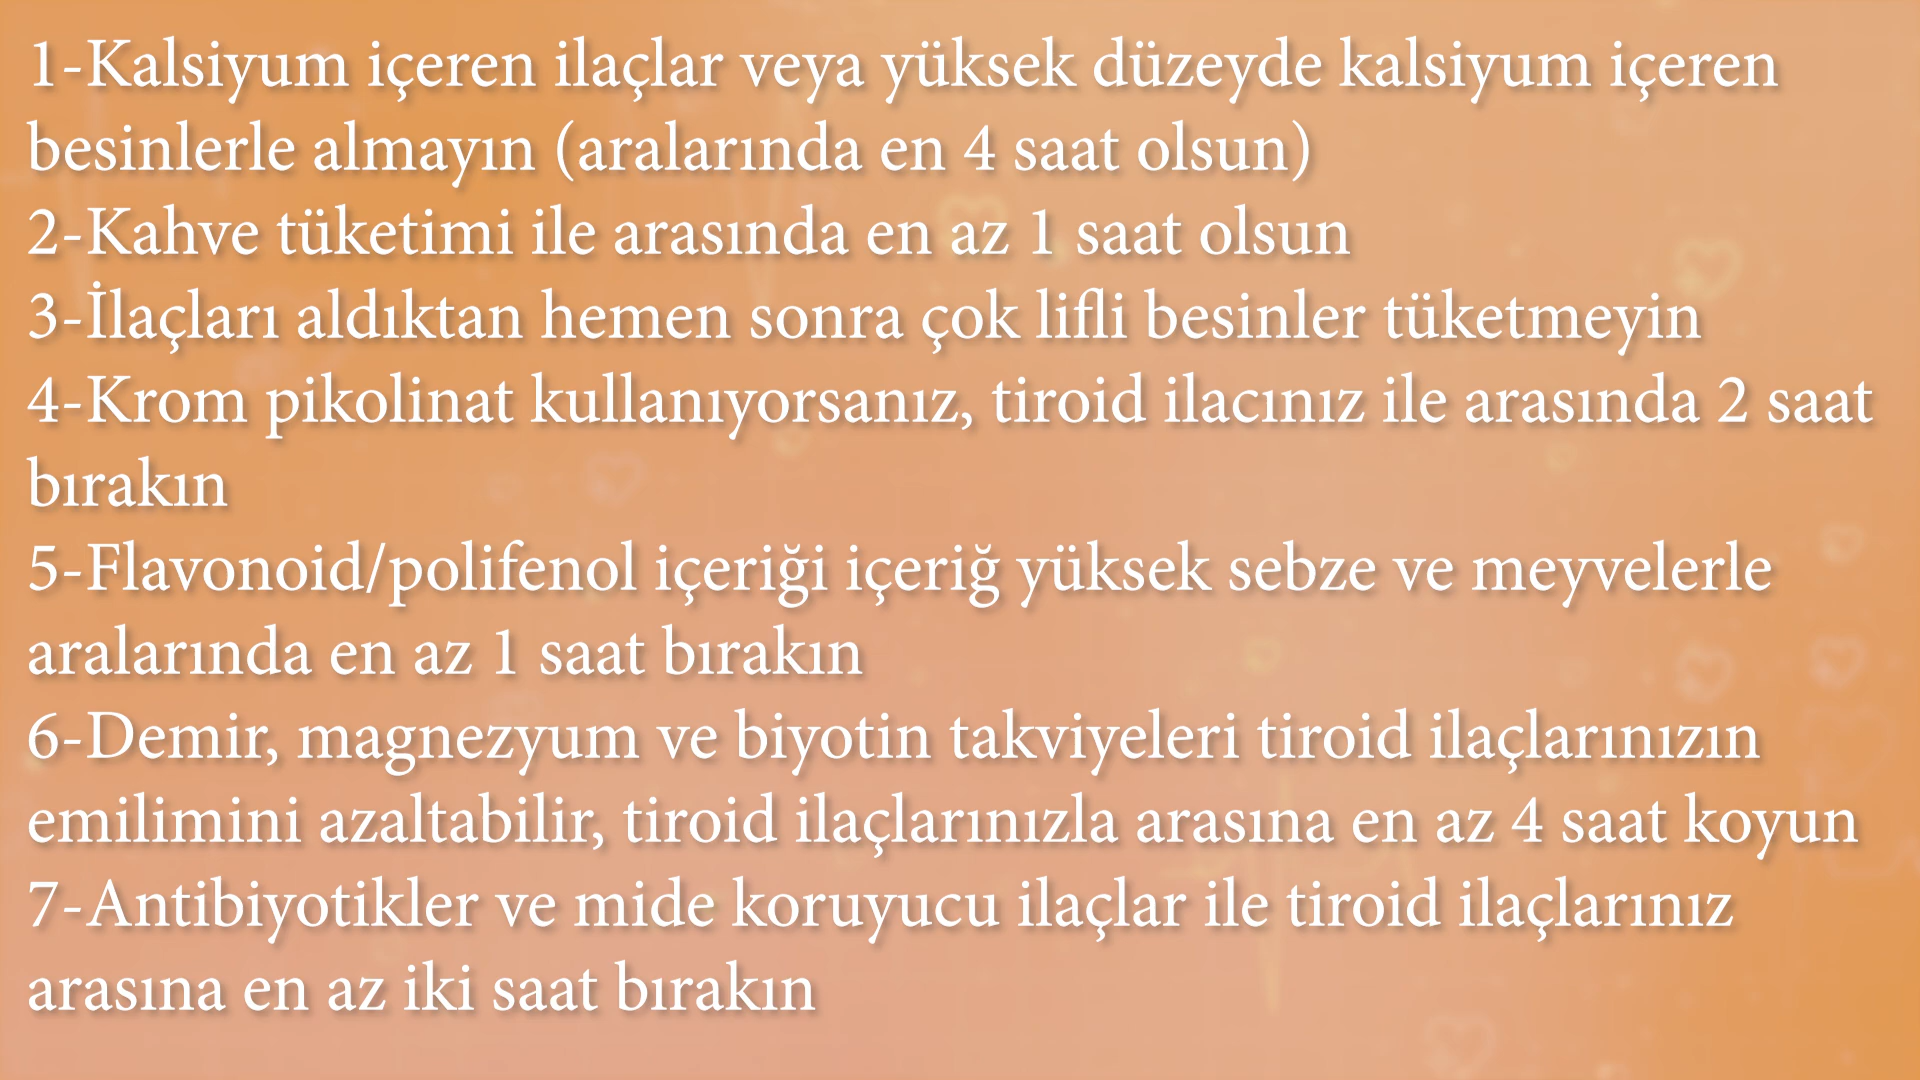 1-Kalsiyum içeren ilaçlar veya yüksek düzeyde kalsiyum içeren
besinlerle almayın (aralarında en 4 saat olsun)
2-Kahve tüketimi ile arasında en az 1 saat olsun
3-İlaçları aldıktan hemen sonra çok lifli besinler tüketmeyin
4-Krom pikolinat kullanıyorsanız, tiroid ilacınız ile arasında 2 saat
bırakın
5-Flavonoid/polifenol içeriği içeriğ yüksek sebze ve meyvelerle
aralarında en az 1 saat bırakın
6-Demir, magnezyum ve biyotin takviyeleri tiroid ilaçlarınızın
emilimini azaltabilir, tiroid ilaçlarınızla arasına en az 4 saat koyun
7-Antibiyotikler ve mide koruyucu ilaçlar ile tiroid ilaçlarınız
arasına en az iki saat bırakın